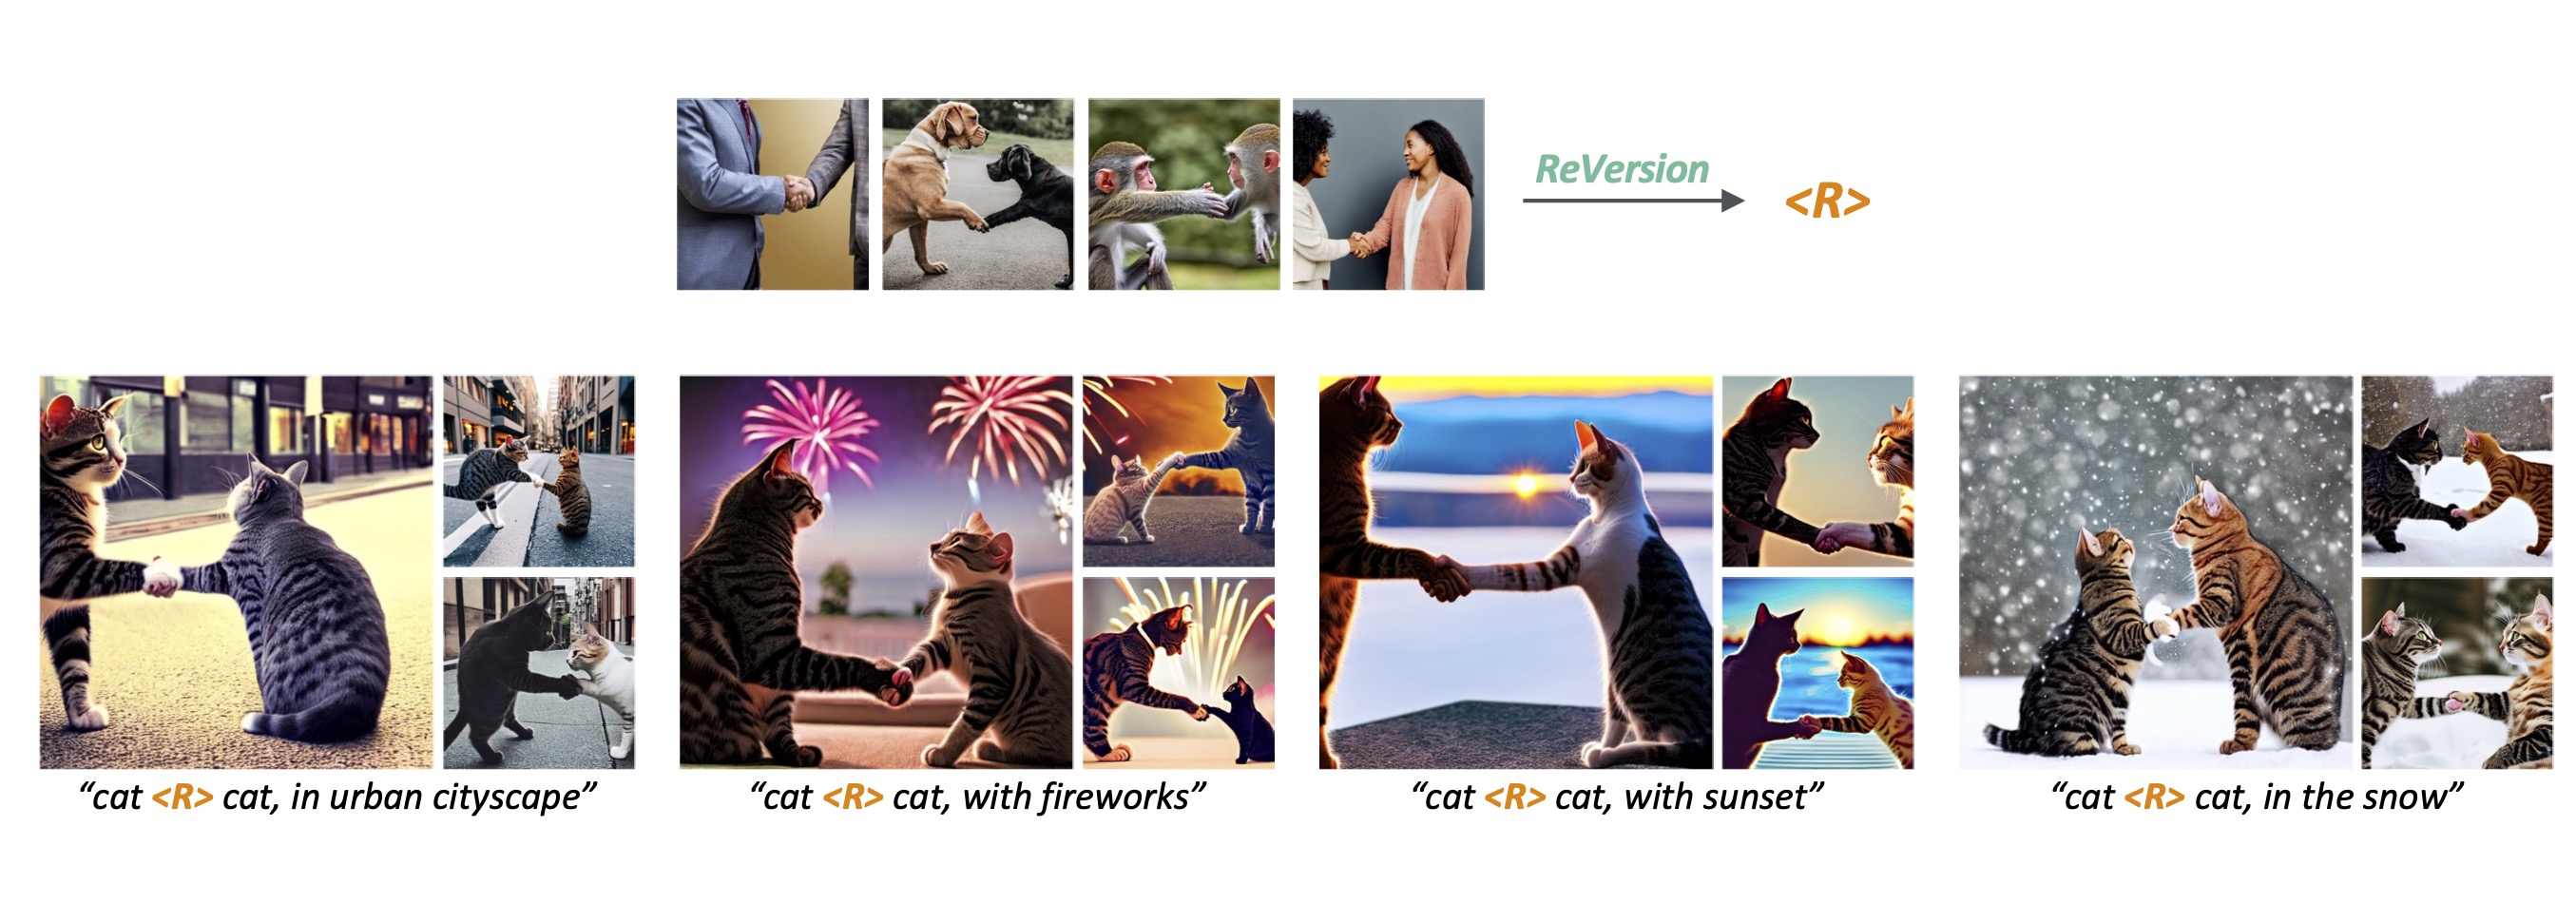 ReVersion
<R>
“cat <R> cat, in urban cityscape”
“cat <R> cat, with fireworks”
“cat <R> cat, with sunset”
“cat <R> cat, in the snow”